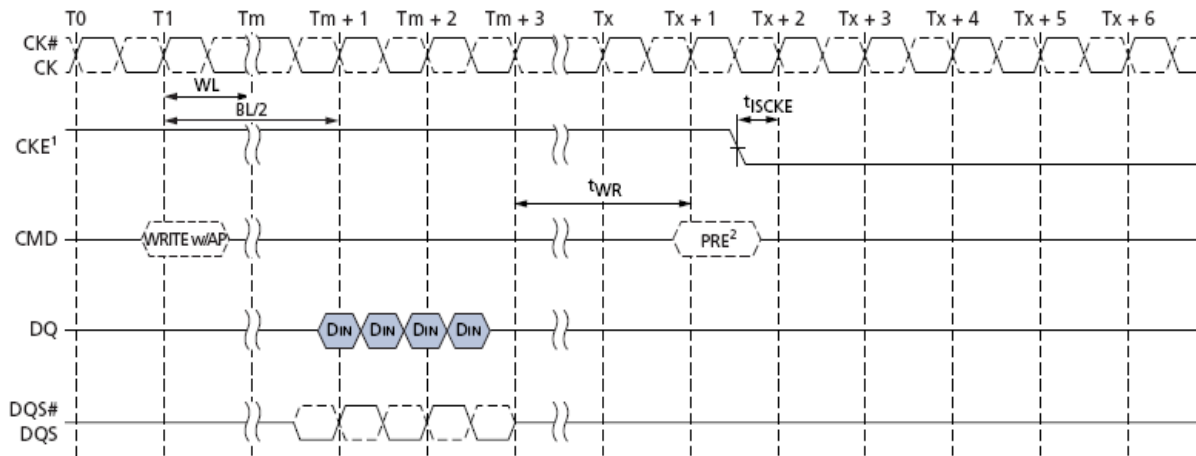 T0 T1 Tm Tm + 1 Tm + 2 Tm + 3 Tx Tx + 1 Tx + 2 Tx + 3 Tx + 4 Tx + 5 Tx + 6
CK#
CK
WL
BL/2
tISCKE
CKE1
tWR
CMD WRITE w/AP PRE2
DQ DIN DIN DIN DIN
DQS#
DQS